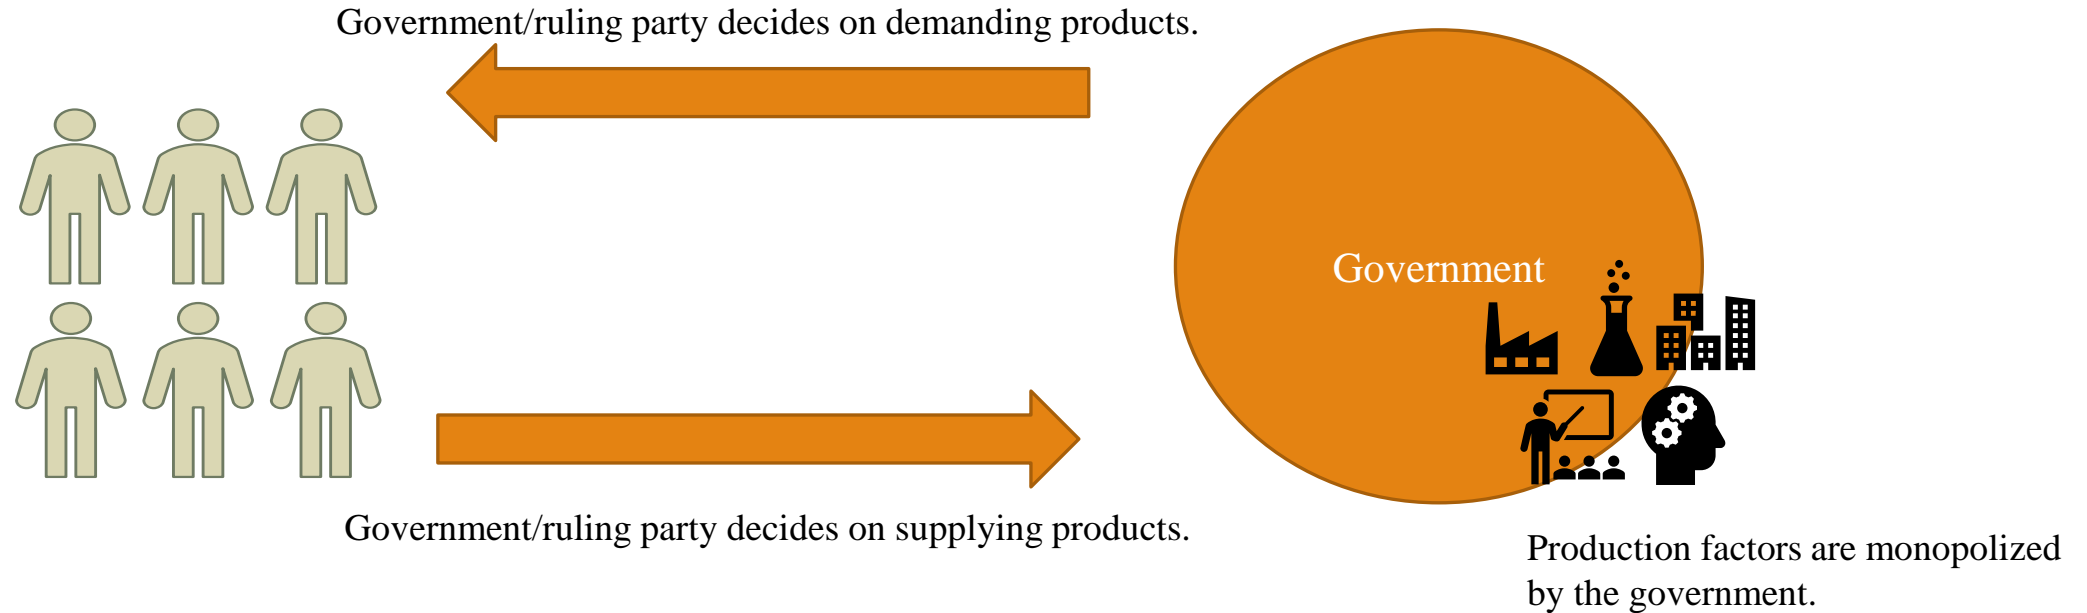 Government/ruling party decides on demanding products.
Government
Government/ruling party decides on supplying products.
Production factors are monopolized
by the government.